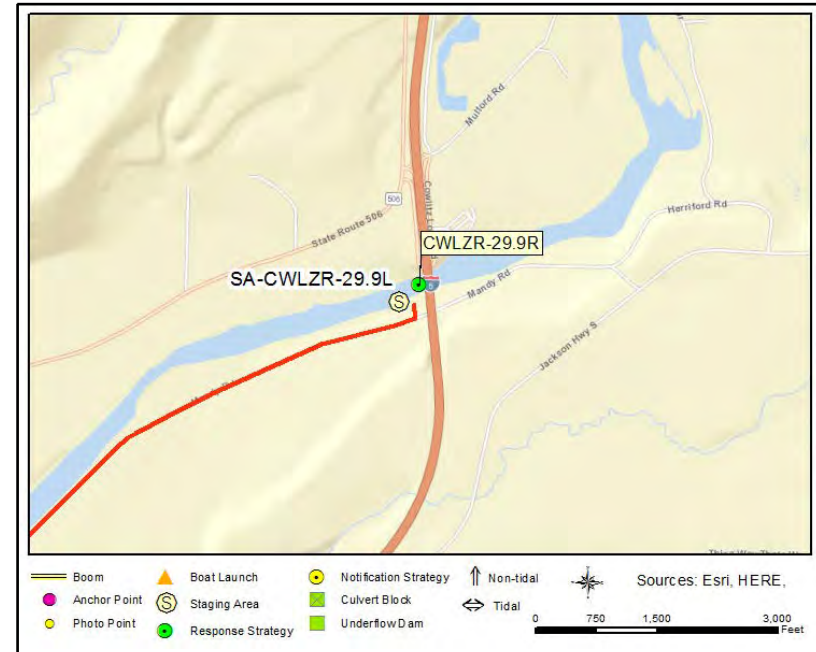 Mulford Rd
506
State Route 506
Herriford Rd
CWLZR-29.9R
SA-CWLZR-29.9L
S
Mandy Rd
Jackson Hwy S
Boom
Boat Launch
Notification Strategy
Non-tidal
Sources: Esri, HERE,
Anchor Point
S
Staging Area
Culvert Block
Tidal
Photo Point
Response Strategy
Underflow Dam
0 750 1,500 3,000
Feet